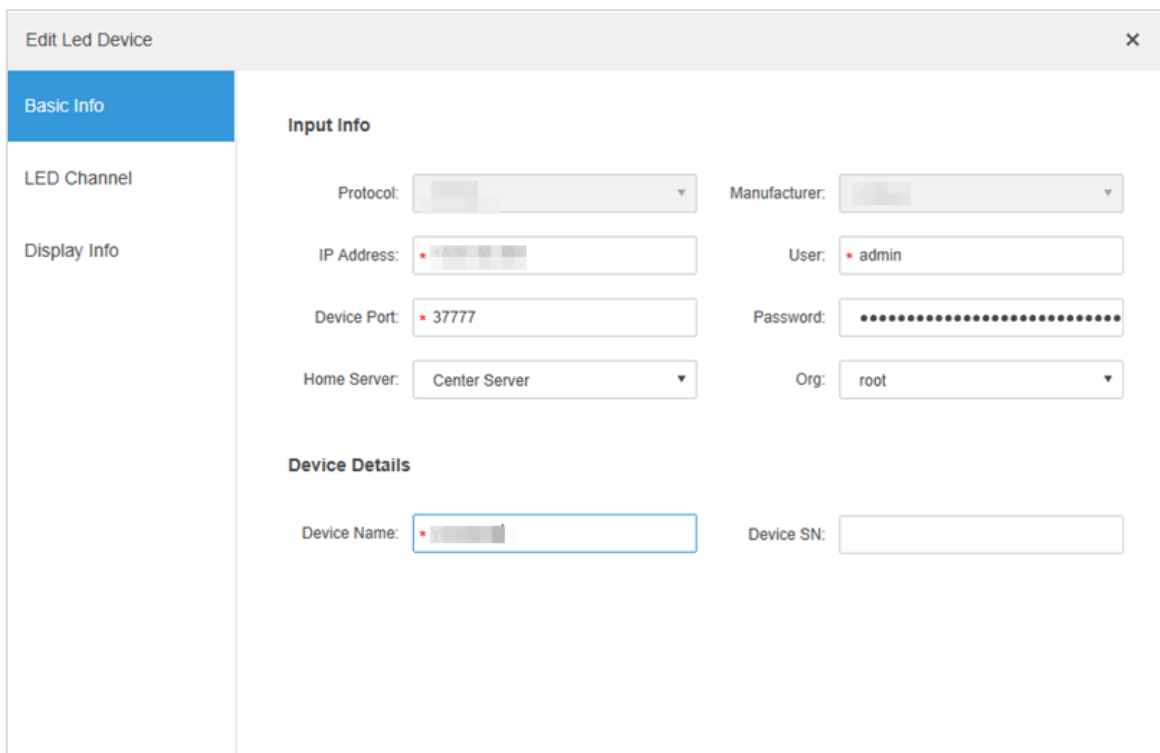 Edit Led Device ×
Basic Info
LED Channel
Display Info
Input Info
Protocol: Manufacturer:
IP Address: * User: * admin
Device Port: * 37777 Password: ••••••••••••••••••••••••••••
Home Server: Center Server Org: root
Device Details
Device Name: * Device SN: